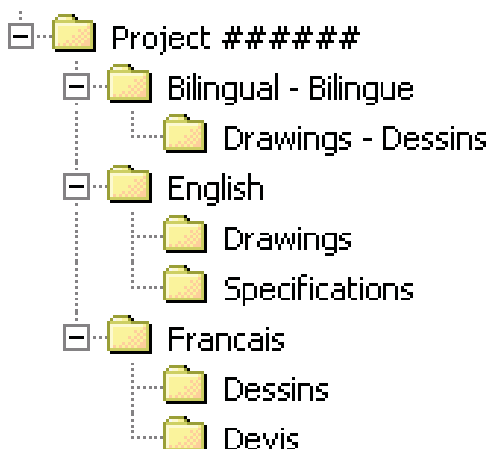 Project ######
Bilingual - Bilingue
Drawings - Dessins
English
Drawings
Specifications
Francais
Dessins
Devis